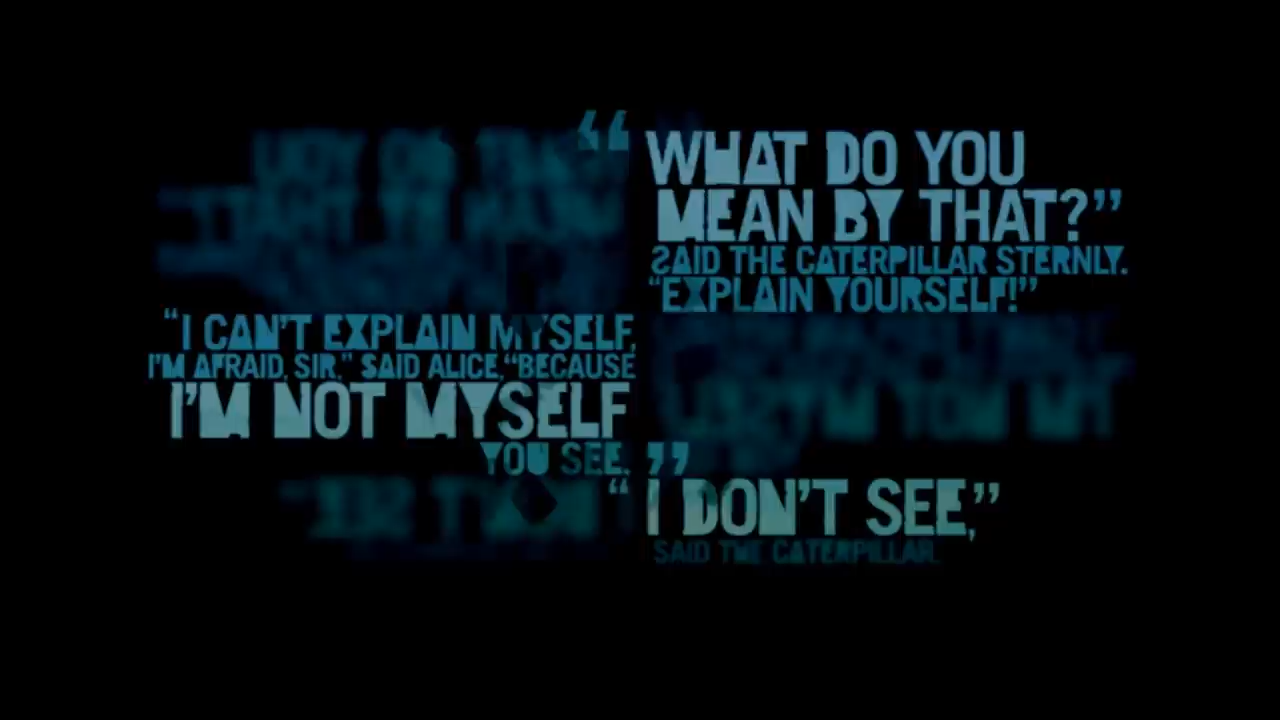 “WHAT DO YOU
MEAN BY THAT?”
SAID THE CATERPILLAR STERNLY.
“EXPLAIN YOURSELF!”
“I CAN'T EXPLAIN MYSELF,
I'M AFRAID, SIR,” SAID ALICE, “BECAUSE
I'M NOT MYSELF
YOU SEE.”
“I DON'T SEE,”
SAID THE CATERPILLAR.